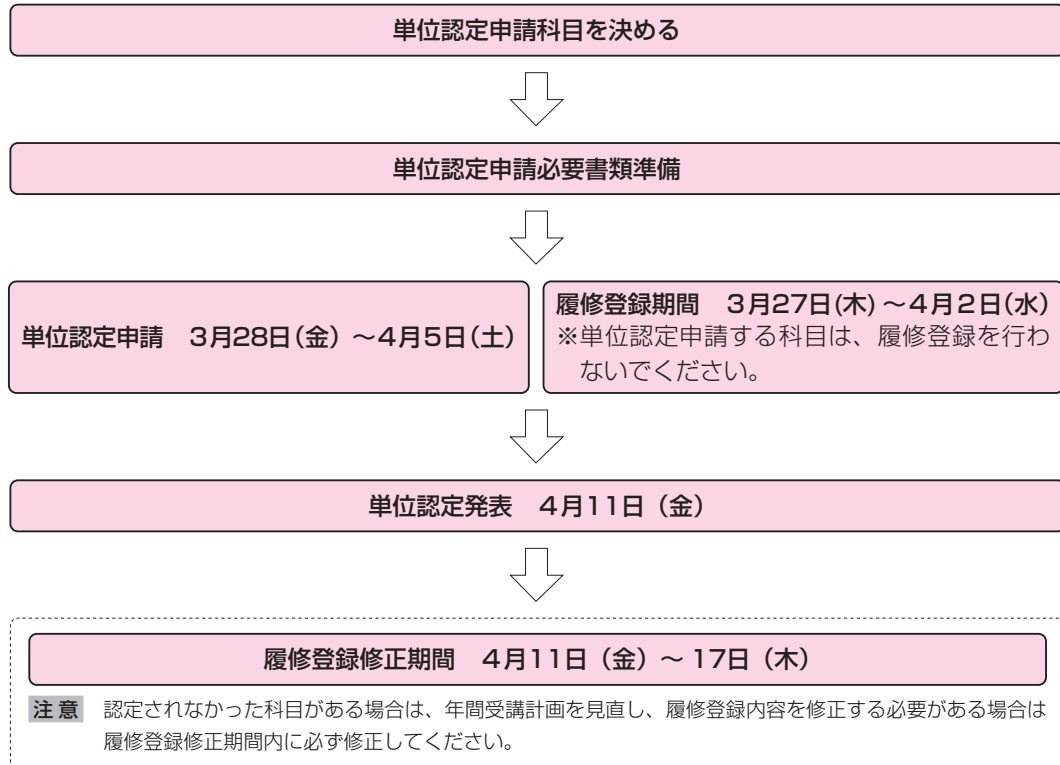 単位認定申請科目を決める
単位認定申請必要書類準備
単位認定申請　3月28日(金)～4月5日(土)
履修登録期間　3月27日(木)～4月2日(水)
※単位認定申請する科目は、履修登録を行わ
ないでください。
単位認定発表　4月11日（金）
履修登録修正期間　4月11日（金）～17日（木）
注意　認定されなかった科目がある場合は、年間受講計画を見直し、履修登録内容を修正する必要がある場合は
履修登録修正期間内に必ず修正してください。